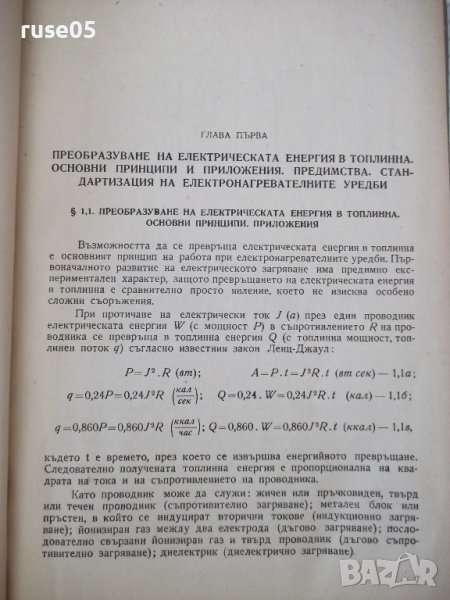 ruse05
ГЛАВА ПЪРВА
ПРЕОБРАЗУВАНЕ НА ЕЛЕКТРИЧЕСКАТА ЕНЕРГИЯ В ТОПЛИННА.
ОСНОВНИ ПРИНЦИПИ И ПРИЛОЖЕНИЯ. ПРЕДИМСТВА. СТАН-
ДАРТИЗАЦИЯ НА ЕЛЕКТРОНАГРЕВАТЕЛНИТЕ УРЕДБИ
§ 1,1. ПРЕОБРАЗУВАНЕ НА ЕЛЕКТРИЧЕСКАТА ЕНЕРГИЯ В ТОПЛИННА.
ОСНОВНИ ПРИНЦИПИ. ПРИЛОЖЕНИЯ
Възможността да се превръща електрическата енергия в топлинна
е основният принцип на работа при електронагревателните уредби. Пър-
воначалното развитие на електрическото загряване има предимно екс-
периментален характер, защото превръщането на електрическата енергия
в топлинна е сравнително просто явление, което не изисква особено
сложни съоръжения.
При протичане на електрически ток J (а) през един проводник
електрическата енергия W (с мощност P) в съпротивлението R на про-
водника се превръща в топлинна енергия Q (с топлинна мощност, топ-
линен поток q) съгласно известния закон Ленц-Джаул:
P=J². R (вт); A=P.t=J²R.t (вт сек) — 1,1а;
q=0,24P=0,24J²R (кал/сек); Q=0,24. W=0,24J²R.t (кал) — 1,1б;
q=0,860P=0,860J²R (ккал/час); Q=0,860. W=0,860J²R.t (ккал) — 1,1в,
където t е времето, през което се извършва енергийното превръщане.
Следователно получената топлинна енергия е пропорционална на ква-
драта на тока и на съпротивлението на проводника.
Като проводник може да служи: жичен или пръчковиден, твърд
или течен проводник (съпротивително загряване); метален блок или
пръстен, в който се индуцират вторични токове (индукционно загря-
ване); йонизиран газ между два електрода (дъгово загряване); пос-
ледователно свързани йонизиран газ и твърд проводник (дъгово съпро-
тивително загряване); диелектрик (диелектрично загряване).
BAZAR.BG